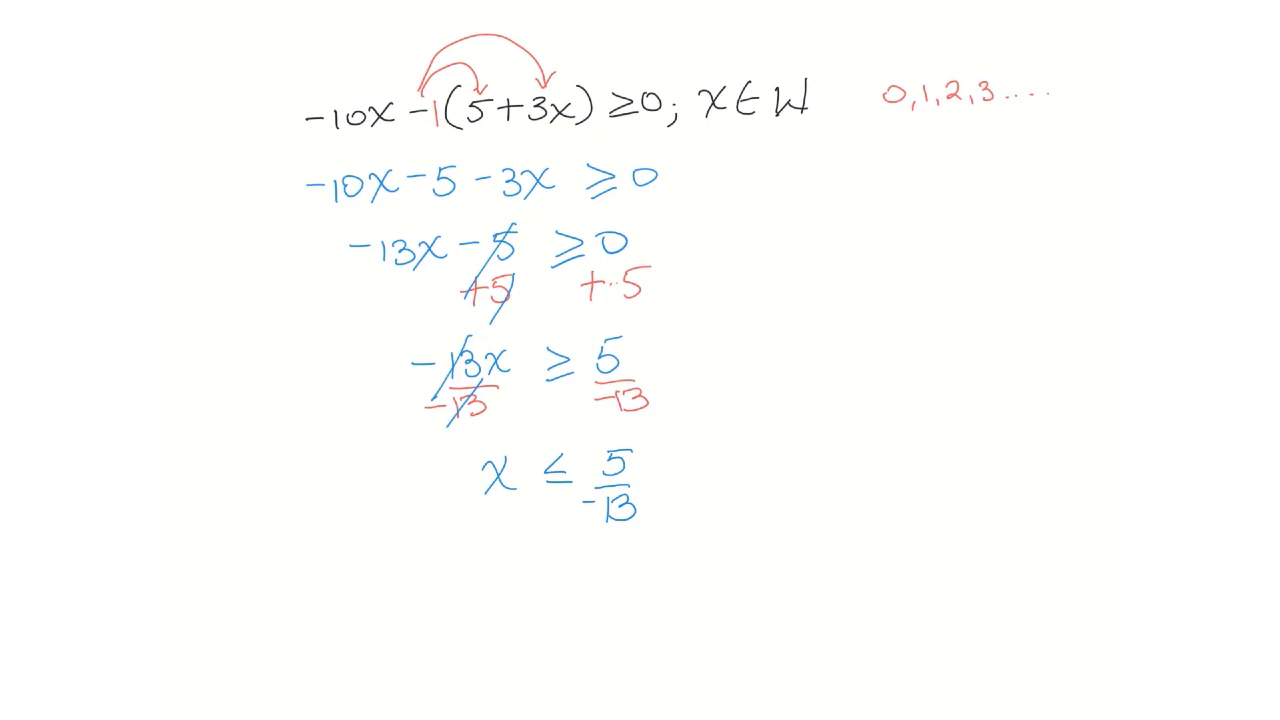 -10x -1(5+3x) ≥0; x∈W 0,1,2,3....
-10x-5-3x ≥0
-13x-5 ≥0
+5 +5
-13x ≥ 5
-13 -13
x ≤ 5
-13